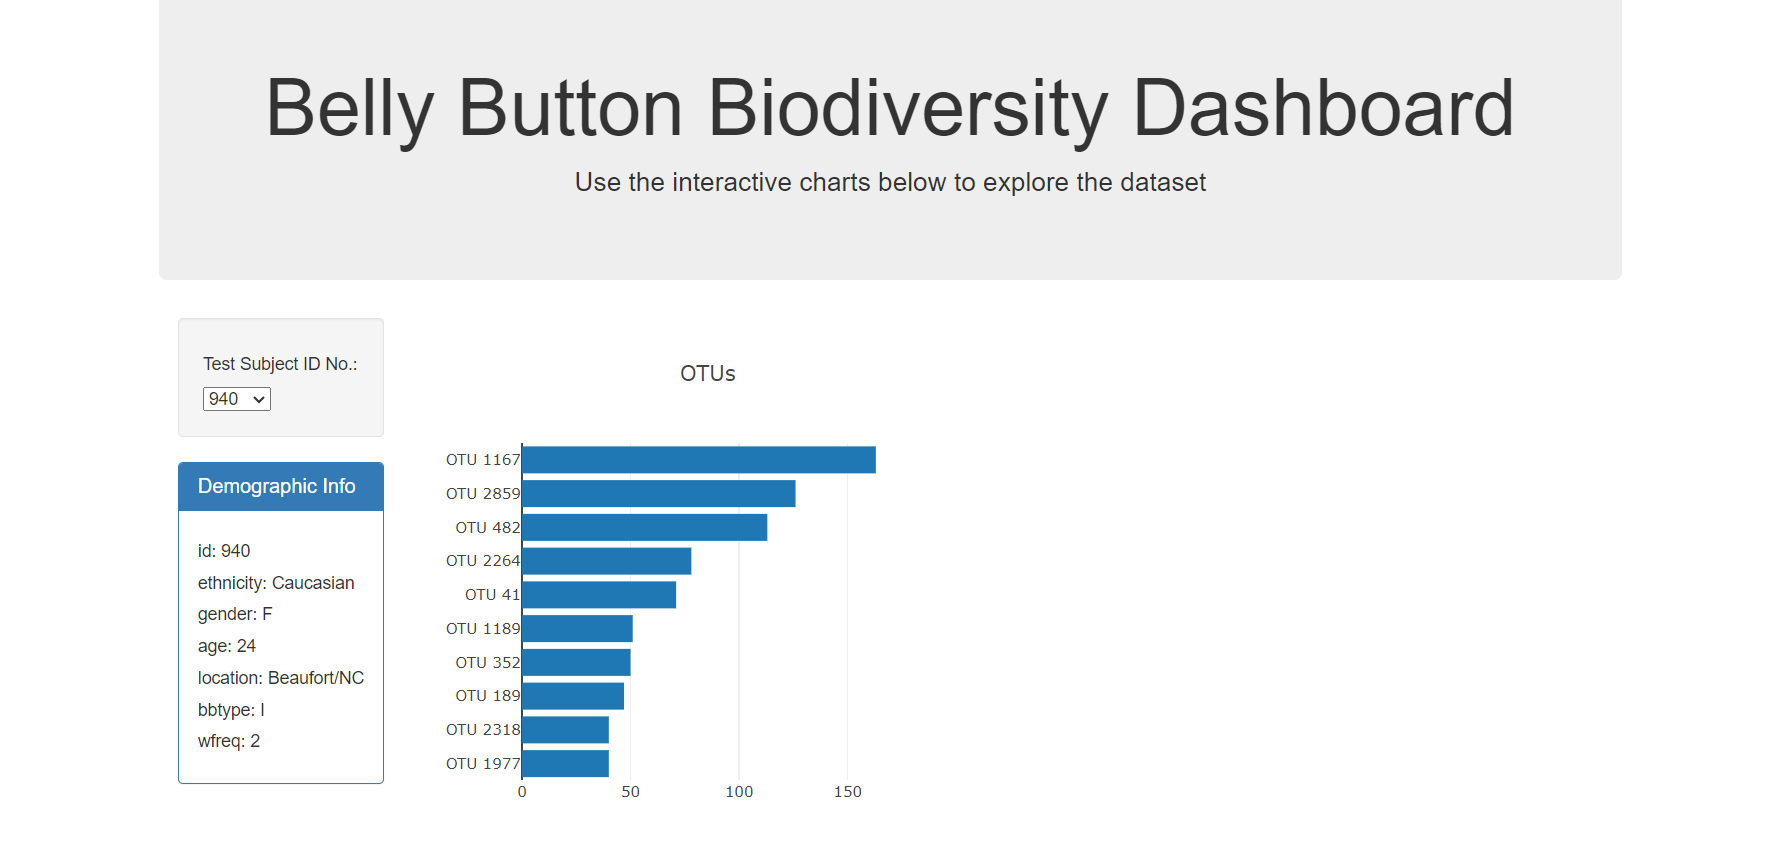 Belly Button Biodiversity Dashboard
Use the interactive charts below to explore the dataset
Test Subject ID No.:
940
Demographic Info
id: 940
ethnicity: Caucasian
gender: F
age: 24
location: Beaufort/NC
bbtype: I
wfreq: 2
OTUs
OTU 1167
OTU 2859
OTU 482
OTU 2264
OTU 41
OTU 1189
OTU 352
OTU 189
OTU 2318
OTU 1977
0 50 100 150